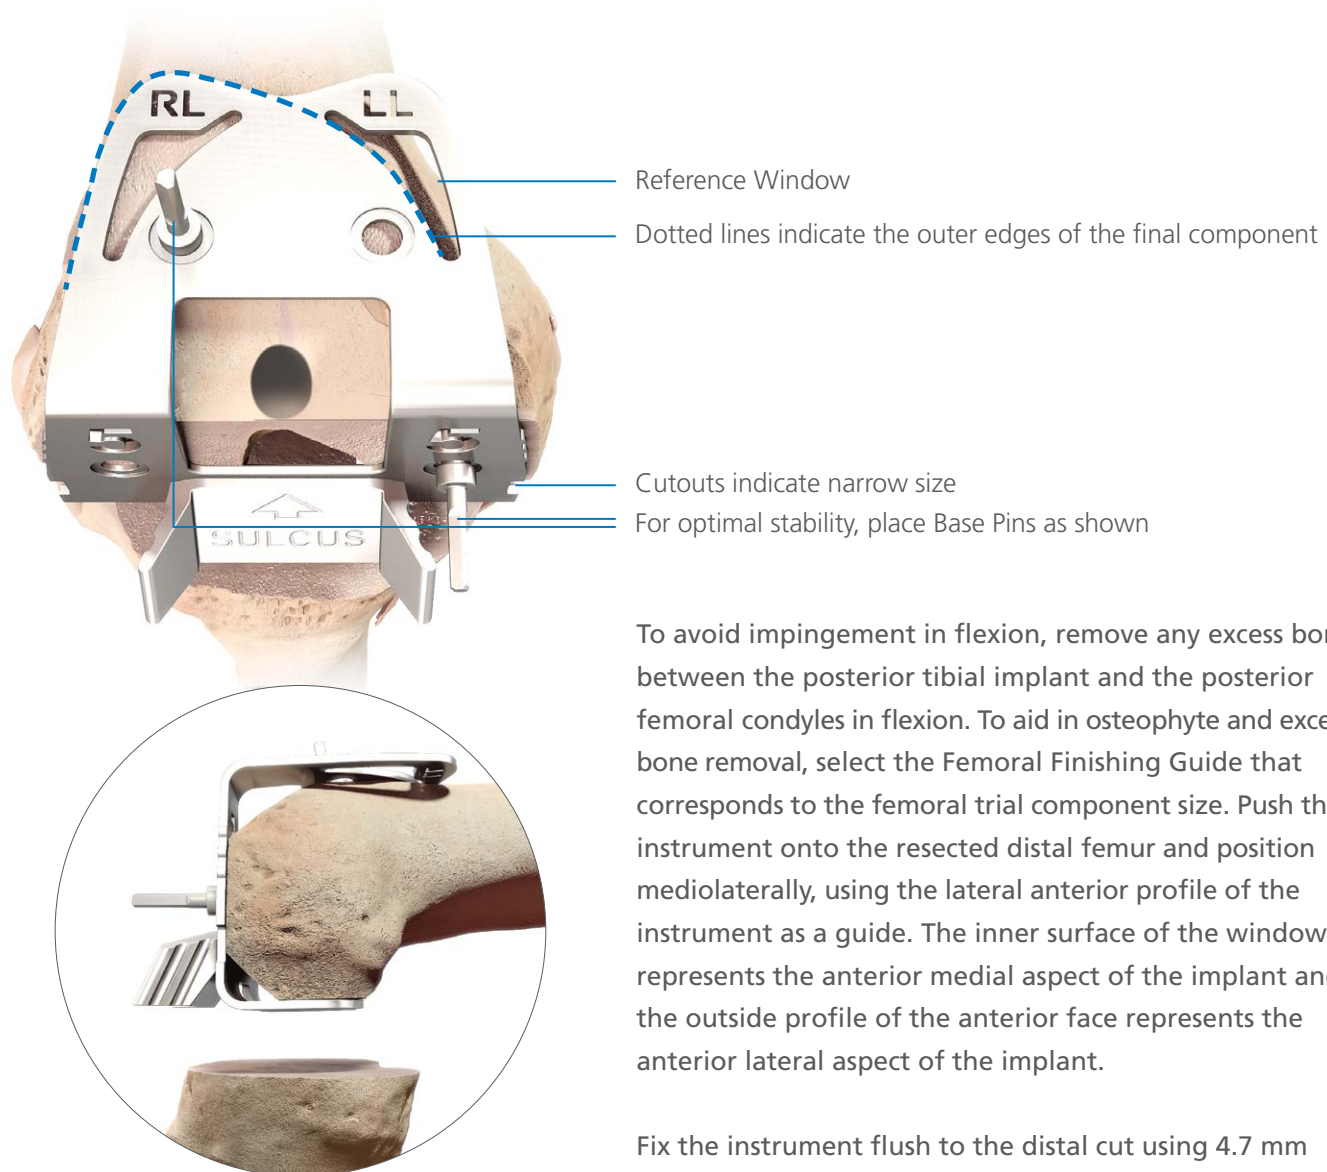 RL
LL
Reference Window
Dotted lines indicate the outer edges of the final component
5
5
Cutouts indicate narrow size
For optimal stability, place Base Pins as shown
SULCUS
To avoid impingement in flexion, remove any excess
between the posterior tibial implant and the posterior
femoral condyles in flexion. To aid in osteophyte and
bone removal, select the Femoral Finishing Guide that
corresponds to the femoral trial component size. Push
instrument onto the resected distal femur and position
mediolaterally, using the lateral anterior profile of the
instrument as a guide. The inner surface of the window
represents the anterior medial aspect of the implant
the outside profile of the anterior face represents the
anterior lateral aspect of the implant.
Fix the instrument flush to the distal cut using 4.7 mm